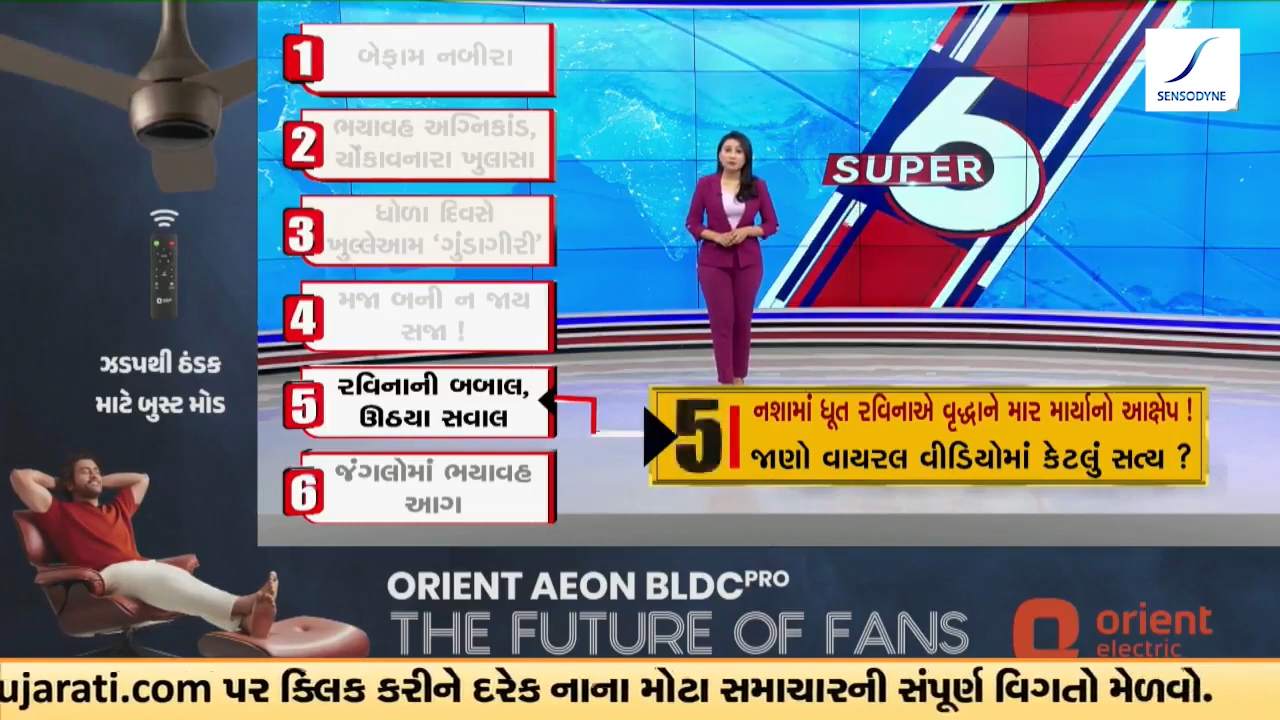 1
બેફામ નબીરા
2
ભયાવહ અગ્નિકાંડ,
ચોંકાવનારા ખુલાસા
3
ધોળા દિવસે
ખુલ્લેઆમ ‘ગુંડાગીરી’
4
મજા બની ન જાય
સજા !
5
રવિનાની બબાલ,
ઊઠ્યા સવાલ
6
જંગલોમાં ભયાવહ
આગ
SUPER
6
SENSODYNE
5
નશામાં ધૂત રવિનાએ વૃદ્ધાને માર માર્યાનો આક્ષેપ !
જાણો વાયરલ વીડિયોમાં કેટલું સત્ય ?
ઝડપથી ઠંડક
માટે બુસ્ટ મોડ
ORIENT AEON BLDC PRO
THE FUTURE OF FANS
orient
electric
ujarati.com પર ક્લિક કરીને દરેક નાના મોટા સમાચારની સંપૂર્ણ વિગતો મેળવો.